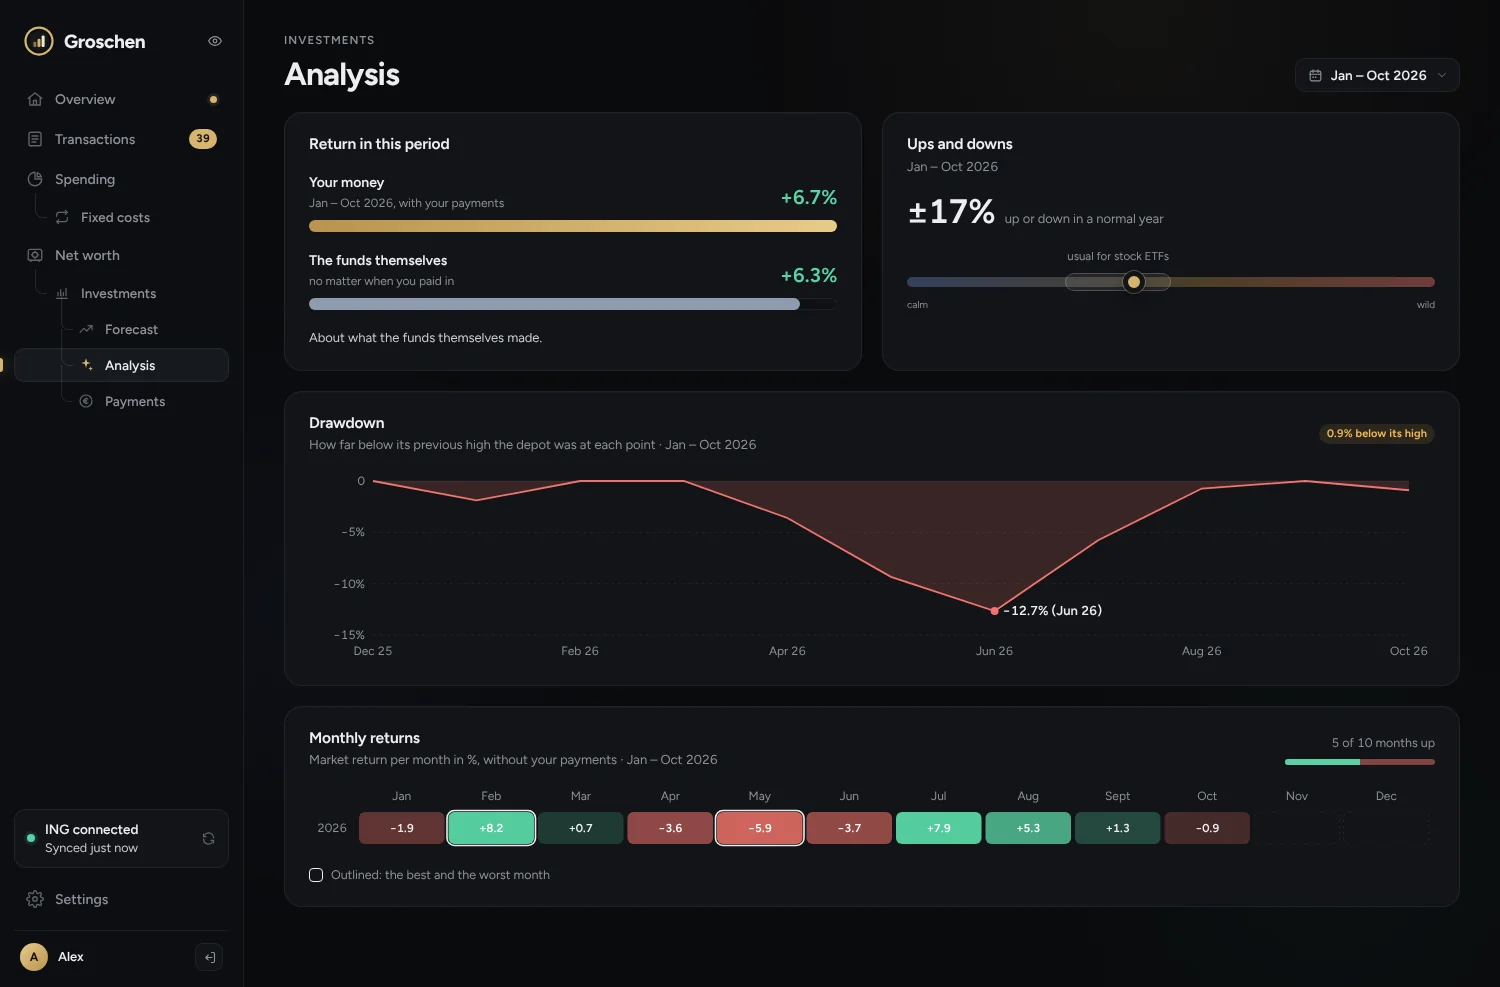 Groschen
Overview
Transactions 39
Spending
Fixed costs
Net worth
Investments
Forecast
Analysis
Payments
ING connected
Synced just now
Settings
A Alex
INVESTMENTS
Analysis
Jan – Oct 2026
Return in this period
Your money
Jan – Oct 2026, with your payments
+6.7%
The funds themselves
no matter when you paid in
+6.3%
About what the funds themselves made.
Ups and downs
Jan – Oct 2026
±17% up or down in a normal year
usual for stock ETFs
calm wild
Drawdown
How far below its previous high the depot was at each point · Jan – Oct 2026
0.9% below its high
0
−5%
−10%
−12.7% (Jun 26)
−15%
Dec 25 Feb 26 Apr 26 Jun 26 Aug 26 Oct 26
Monthly returns
Market return per month in %, without your payments · Jan – Oct 2026
5 of 10 months up
Jan Feb Mar Apr May Jun Jul Aug Sept Oct Nov Dec
2026 −1.9 +8.2 +0.7 −3.6 −5.9 −3.7 +7.9 +5.3 +1.3 −0.9
Outlined: the best and the worst month